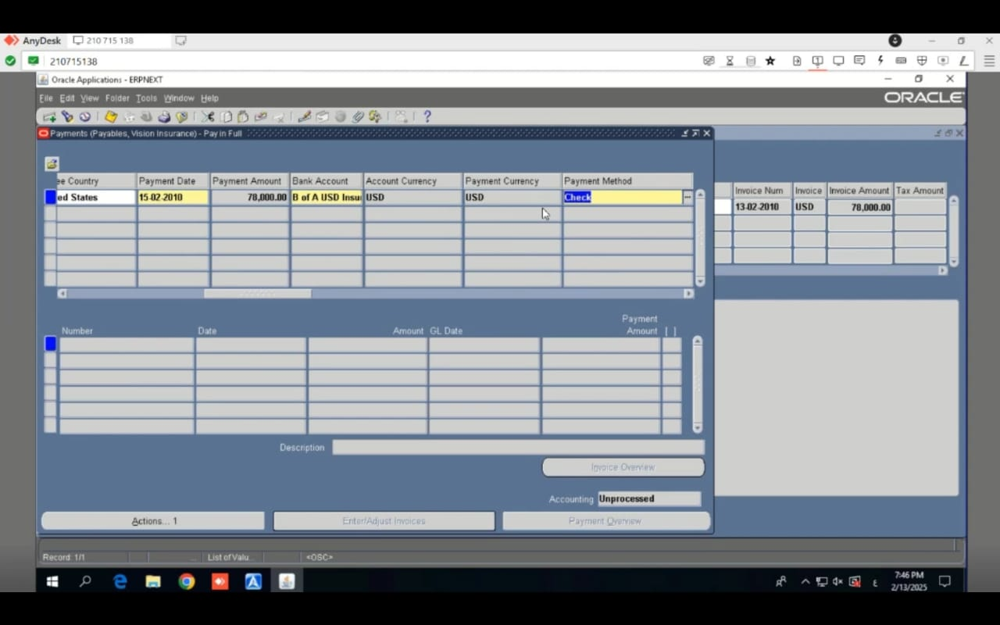 AnyDesk 210 715 138
210715138
Oracle Applications - ERPNEXT
File Edit View Folder Tools Window Help
ORACLE
Payments (Payables, Vision Insurance) - Pay in Full
ee Country Payment Date Payment Amount Bank Account Account Currency Payment Currency Payment Method
ed States 15-02-2010 78,000.00 B of A USD Insu USD USD Check
Invoice Num Invoice Invoice Amount Tax Amount
13-02-2010 USD 78,000.00
Payment
Number Date Amount GL Date Amount [ ]
Description
Invoice Overview
Accounting Unprocessed
Actions... 1 Enter/Adjust Invoices Payment Overview
Record: 1/1 ... List of Valu... <OSC>
7:46 PM
ع 2/13/2025